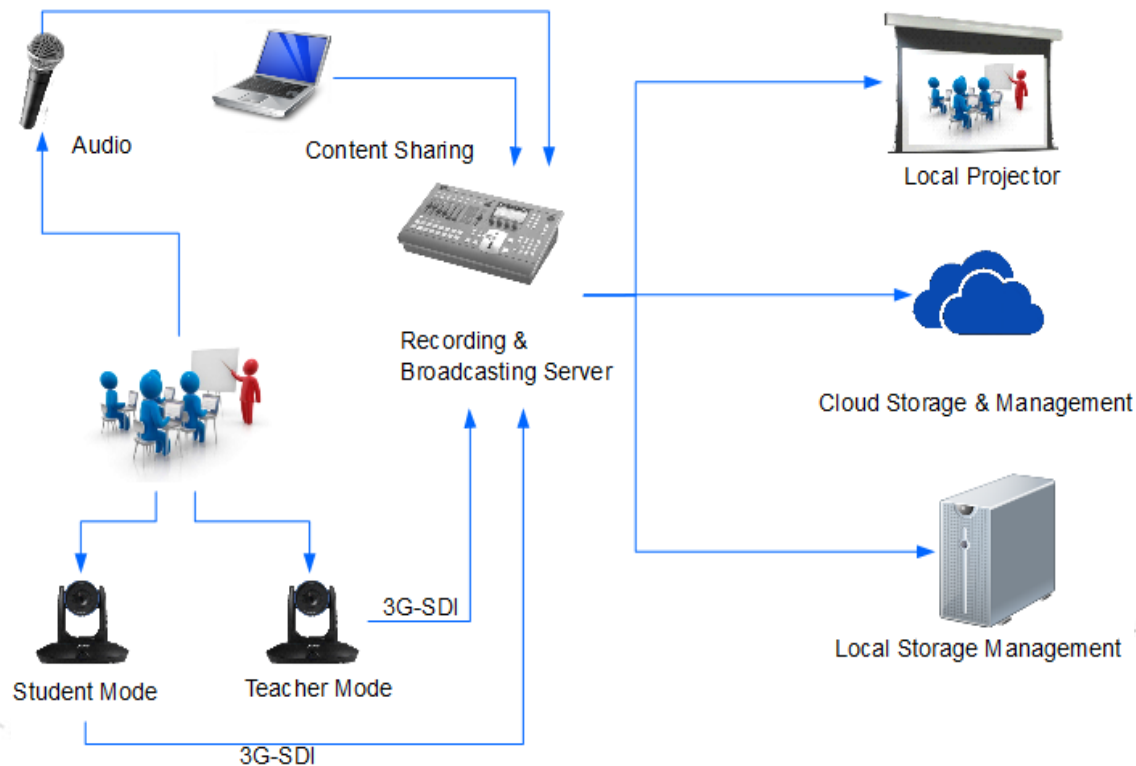 Audio
Content Sharing
Local Projector
Recording &
Broadcasting Server
Cloud Storage & Management
3G-SDI
Local Storage Management
Student Mode
Teacher Mode
3G-SDI